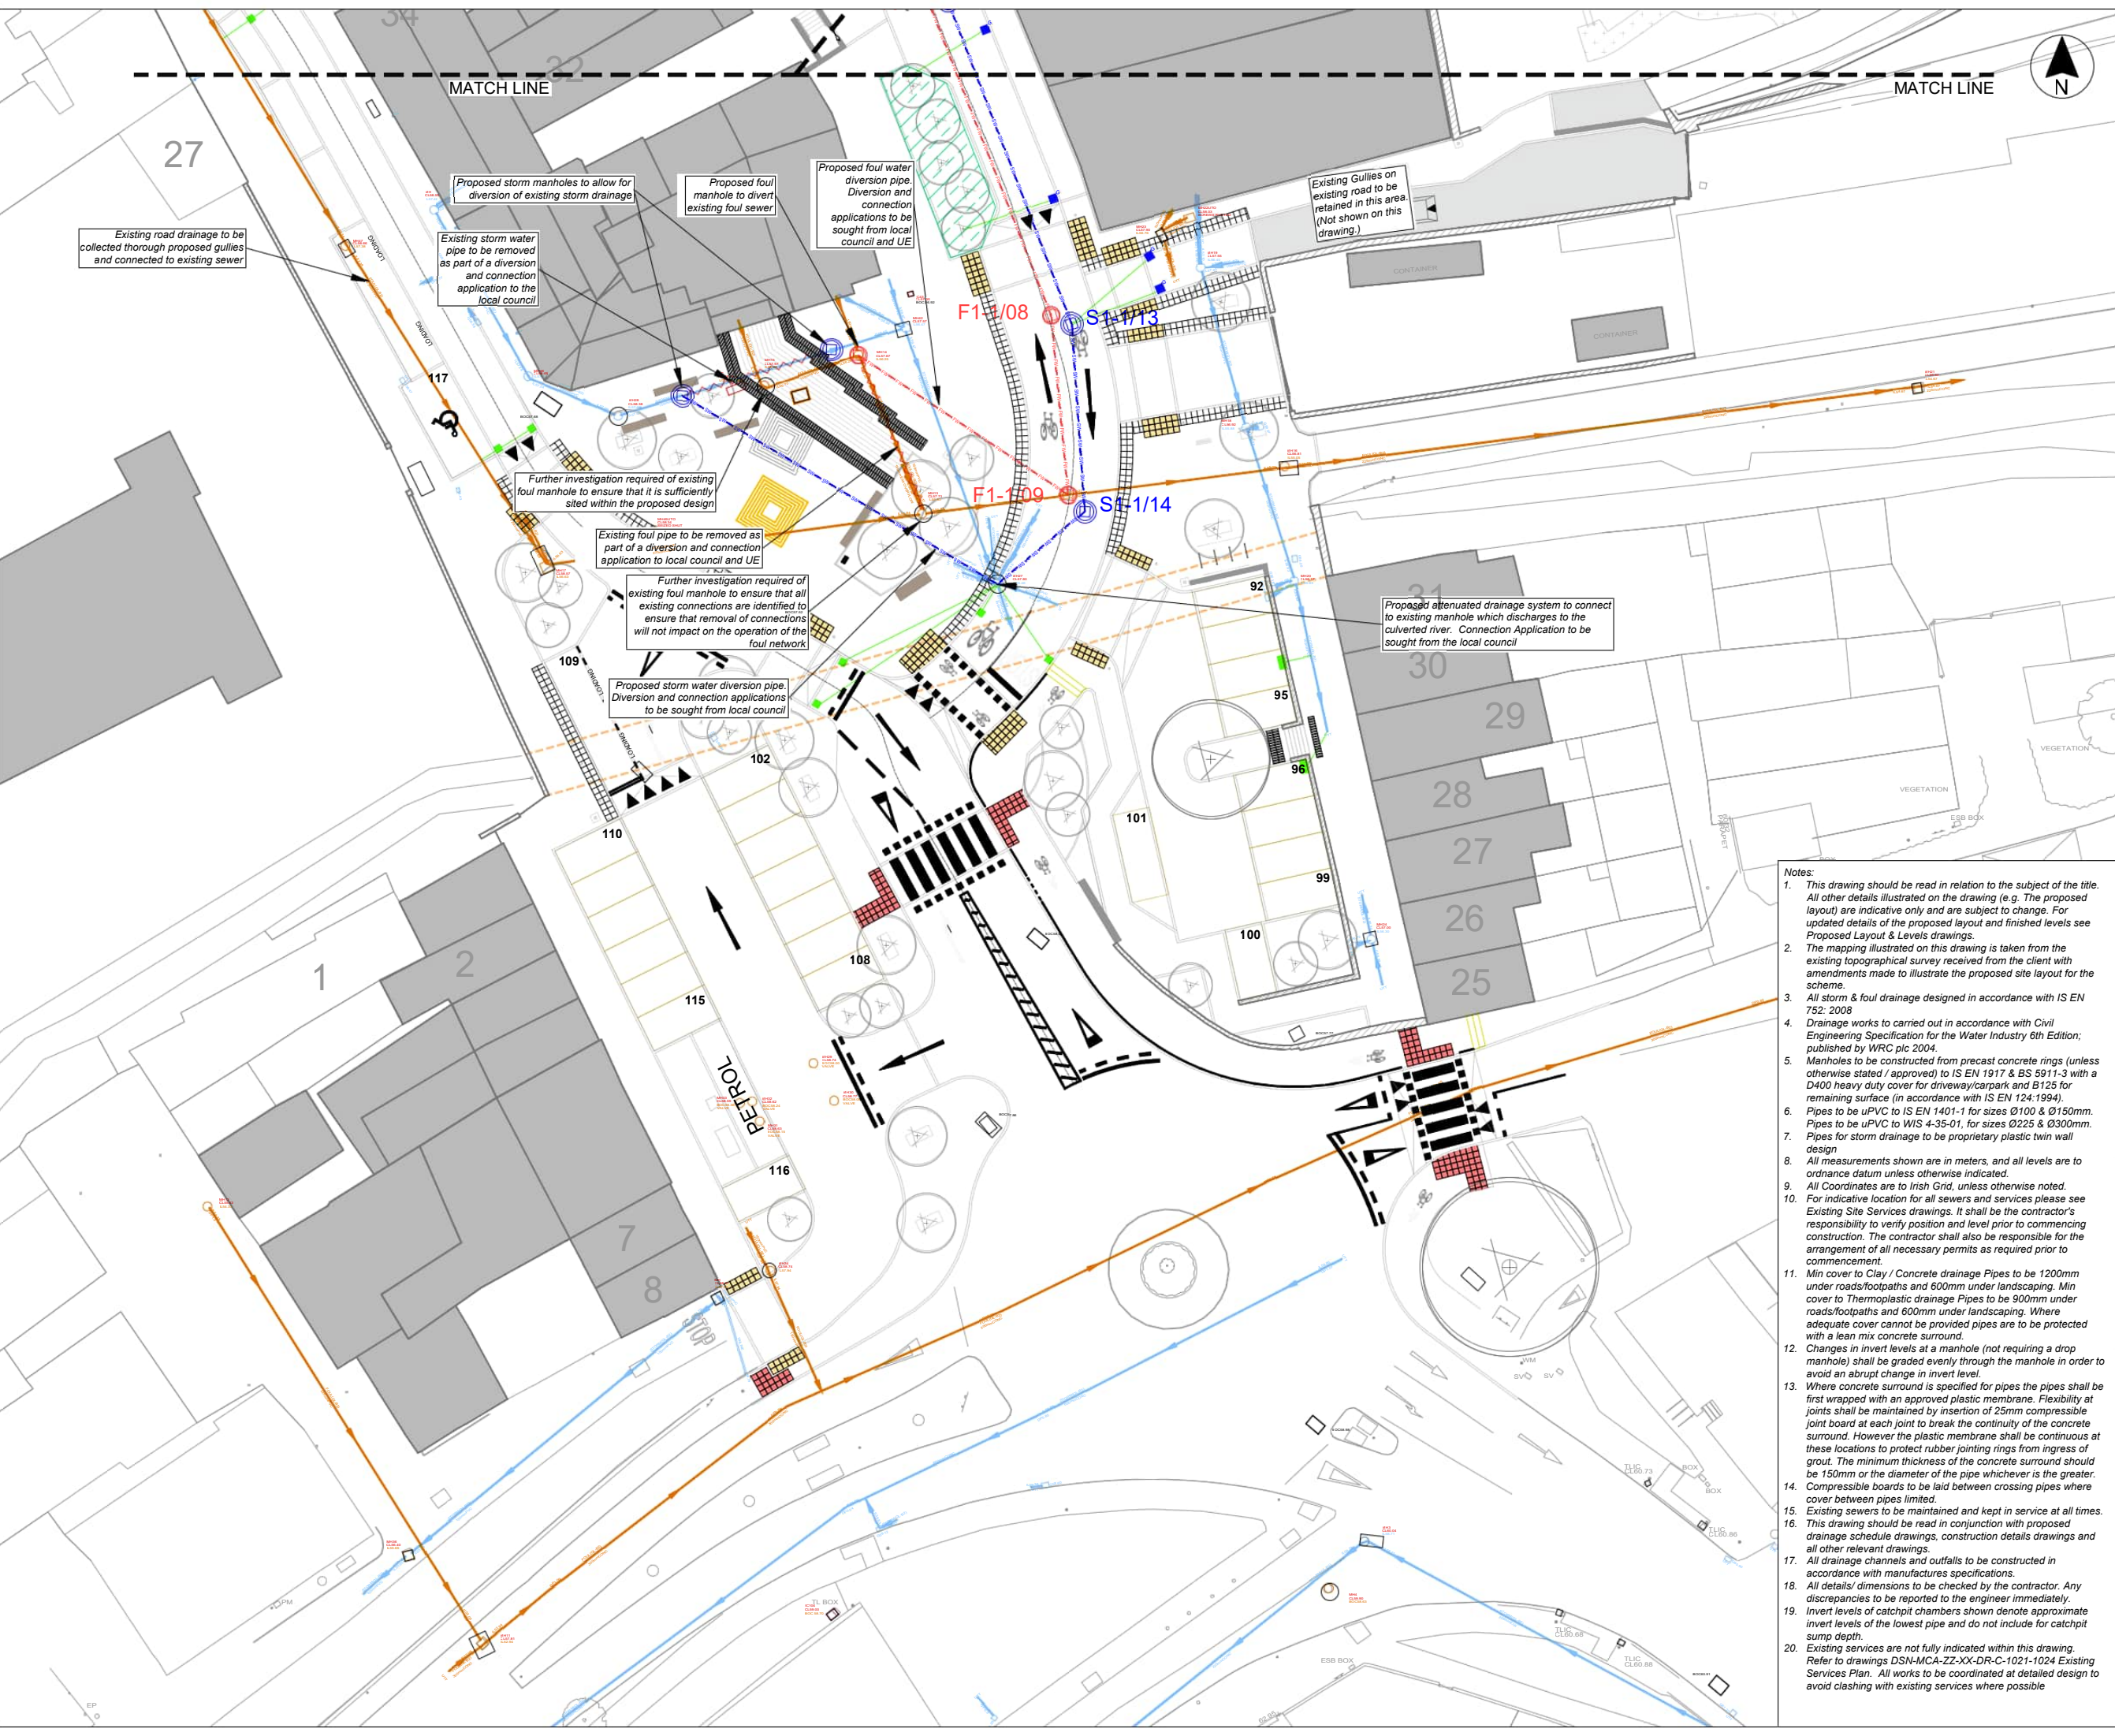 34
32
MATCH LINE
MATCH LINE
N
27
Proposed storm manholes to allow for
diversion of existing storm drainage
Proposed foul
manhole to divert
existing foul sewer
Proposed foul water
diversion pipe.
Diversion and
connection
applications to be
sought from local
council and UE
Existing Gullies on
existing road to be
retained in this area.
(Not shown on this
drawing.)
Existing road drainage to be
collected thorough proposed gullies
and connected to existing sewer
Existing storm water
pipe to be removed
as part of a diversion
and connection
application to the
local council
LOADING
LOADING
CONTAINER
CONTAINER
F1-1/08
S1-1/13
117
Further investigation required of existing
foul manhole to ensure that it is sufficiently
sited within the proposed design
F1-1/09
S1-1/14
Existing foul pipe to be removed as
part of a diversion and connection
application to local council and UE
Further investigation required of
existing foul manhole to ensure that all
existing connections are identified to
ensure that removal of connections
will not impact on the operation of the
foul network
Proposed storm water diversion pipe.
Diversion and connection applications
to be sought from local council
Proposed attenuated drainage system to connect
to existing manhole which discharges to the
culverted river.  Connection Application to be
sought from the local council
92
31
30
109
LOADING
LOADING
95
29
102
96
VEGETATION
28
VEGETATION
110
101
ESB BOX
27
99
26
100
108
25
1
2
115
PETROL
116
7
8
STOP
PM
TL BOX
ESB BOX
EP
WM
SV
SV
TLIC
CL60.73
BOX
BOX
TLIC
CL60.86
TLIC
CL60.68
TLIC
CL60.88
Notes:
1. This drawing should be read in relation to the subject of the title.
All other details illustrated on the drawing (e.g. The proposed
layout) are indicative only and are subject to change. For
updated details of the proposed layout and finished levels see
Proposed Layout & Levels drawings.
2. The mapping illustrated on this drawing is taken from the
existing topographical survey received from the client with
amendments made to illustrate the proposed site layout for the
scheme.
3. All storm & foul drainage designed in accordance with IS EN
752: 2008
4. Drainage works to carried out in accordance with Civil
Engineering Specification for the Water Industry 6th Edition;
published by WRC plc 2004.
5. Manholes to be constructed from precast concrete rings (unless
otherwise stated / approved) to IS EN 1917 & BS 5911-3 with a
D400 heavy duty cover for driveway/carpark and B125 for
remaining surface (in accordance with IS EN 124:1994).
6. Pipes to be uPVC to IS EN 1401-1 for sizes Ø100 & Ø150mm.
Pipes to be uPVC to WIS 4-35-01, for sizes Ø225 & Ø300mm.
7. Pipes for storm drainage to be proprietary plastic twin wall
design
8. All measurements shown are in meters, and all levels are to
ordnance datum unless otherwise indicated.
9. All Coordinates are to Irish Grid, unless otherwise noted.
10. For indicative location for all sewers and services please see
Existing Site Services drawings. It shall be the contractor's
responsibility to verify position and level prior to commencing
construction. The contractor shall also be responsible for the
arrangement of all necessary permits as required prior to
commencement.
11. Min cover to Clay / Concrete drainage Pipes to be 1200mm
under roads/footpaths and 600mm under landscaping. Min
cover to Thermoplastic drainage Pipes to be 900mm under
roads/footpaths and 600mm under landscaping. Where
adequate cover cannot be provided pipes are to be protected
with a lean mix concrete surround.
12. Changes in invert levels at a manhole (not requiring a drop
manhole) shall be graded evenly through the manhole in order to
avoid an abrupt change in invert level.
13. Where concrete surround is specified for pipes the pipes shall be
first wrapped with an approved plastic membrane. Flexibility at
joints shall be maintained by insertion of 25mm compressible
joint board at each joint to break the continuity of the concrete
surround. However the plastic membrane shall be continuous at
these locations to protect rubber jointing rings from ingress of
grout. The minimum thickness of the concrete surround should
be 150mm or the diameter of the pipe whichever is the greater.
14. Compressible boards to be laid between crossing pipes where
cover between pipes limited.
15. Existing sewers to be maintained and kept in service at all times.
16. This drawing should be read in conjunction with proposed
drainage schedule drawings, construction details drawings and
all other relevant drawings.
17. All drainage channels and outfalls to be constructed in
accordance with manufactures specifications.
18. All details/ dimensions to be checked by the contractor. Any
discrepancies to be reported to the engineer immediately.
19. Invert levels of catchpit chambers shown denote approximate
invert levels of the lowest pipe and do not include for catchpit
sump depth.
20. Existing services are not fully indicated within this drawing.
Refer to drawings DSN-MCA-ZZ-XX-DR-C-1021-1024 Existing
Services Plan.  All works to be coordinated at detailed design to
avoid clashing with existing services where possible